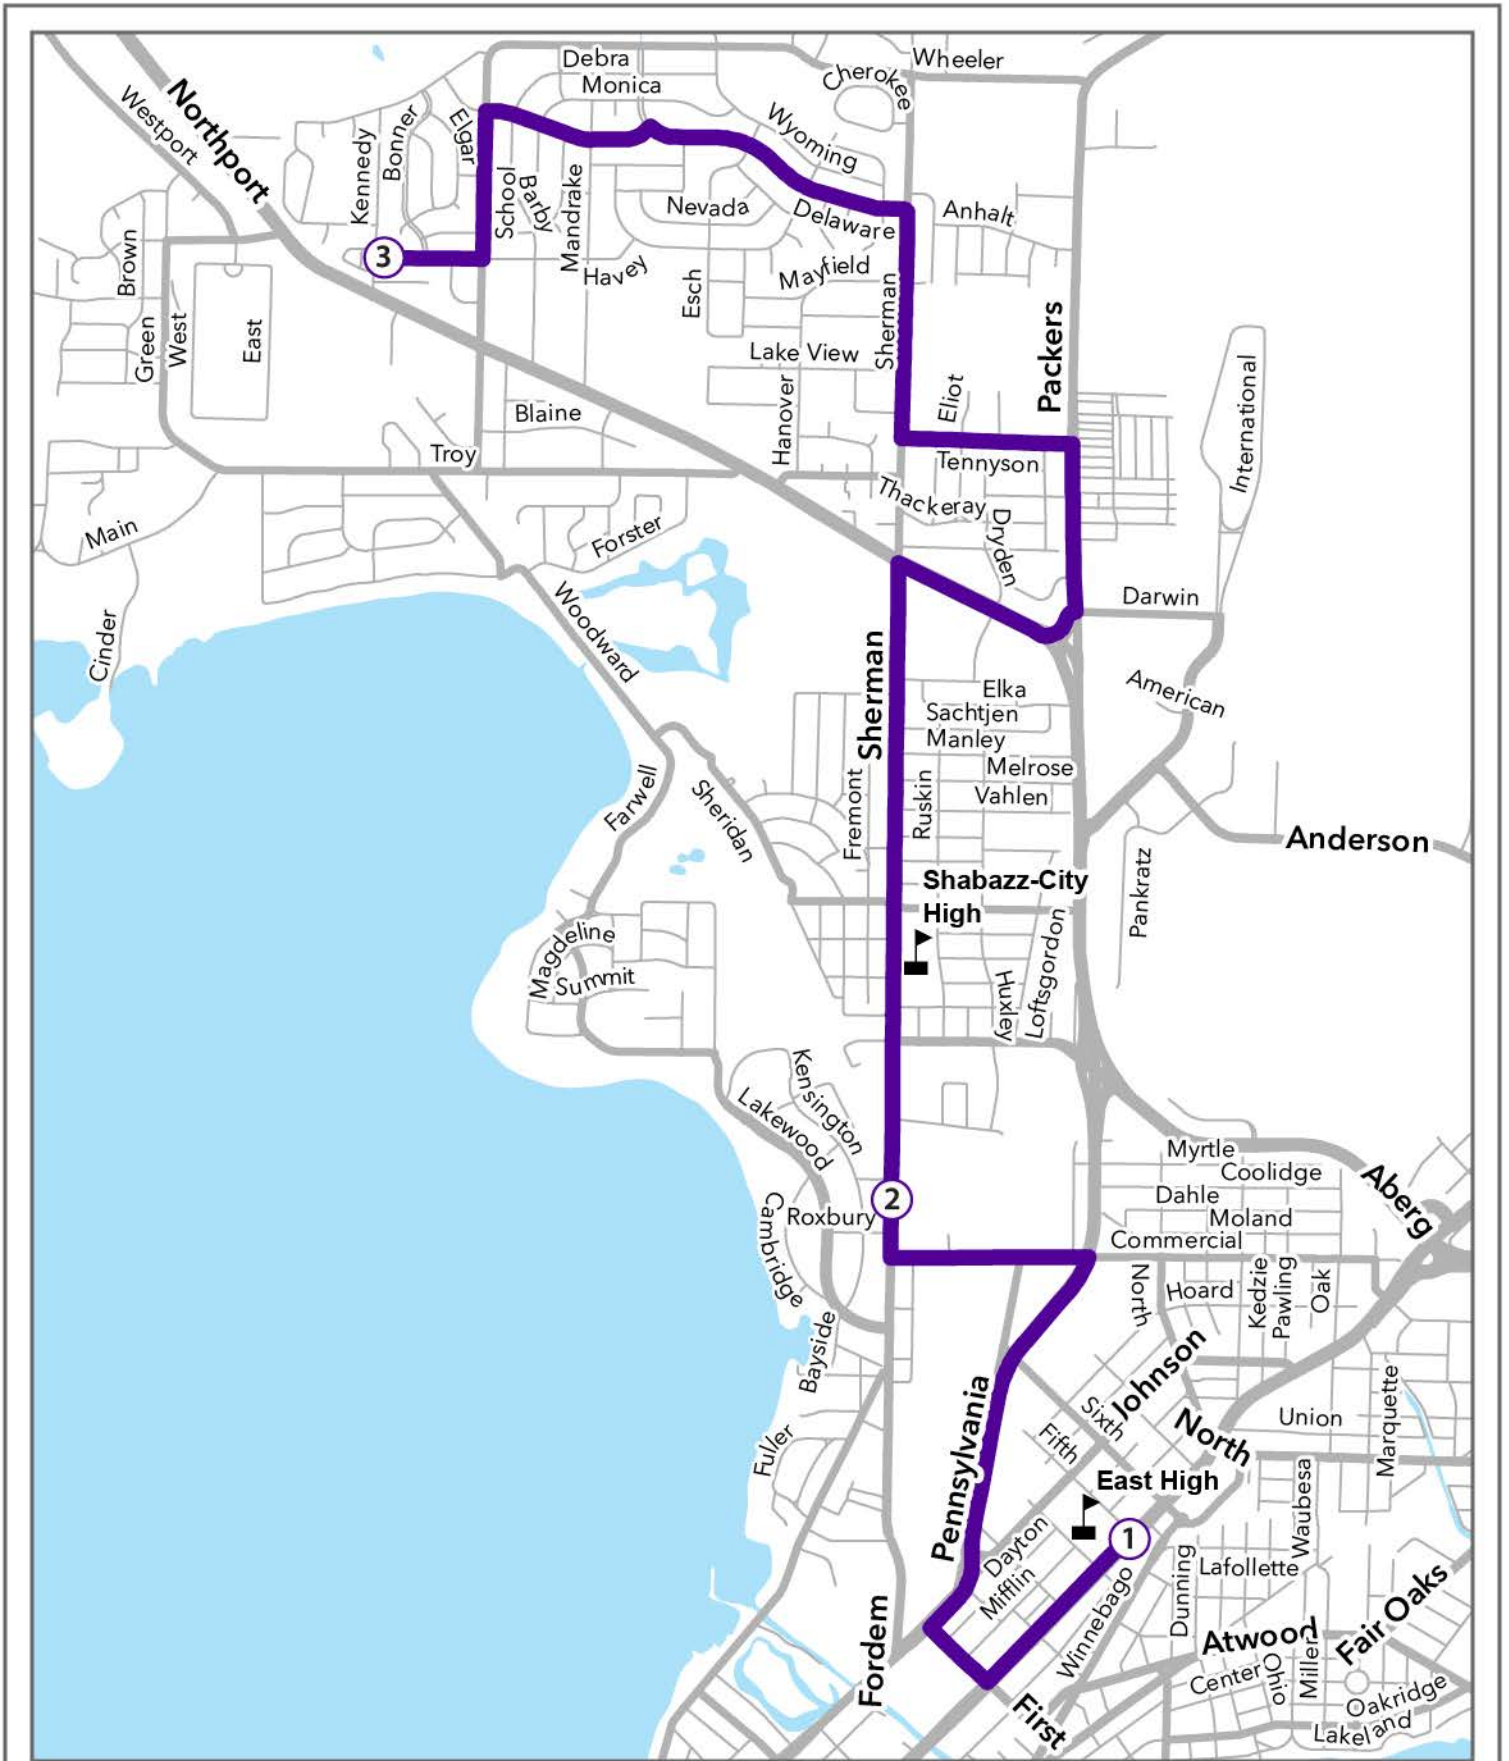 Debra
Wheeler
Cherokee
Monica
Northport
Westport
Elgar
Bonner
Kennedy
Wyoming
School
Barby
Mandrake
Nevada
Delaware
Anhalt
3
Havey
Mayfield
Brown
Green
West
East
Esch
Sherman
Packers
Lake View
Hanover
Eliot
International
Blaine
Troy
Tennyson
Thackeray
Dryden
Main
Forster
Darwin
Cinder
Woodward
Sherman
American
Elka
Sachtjen
Manley
Melrose
Vahlen
Farwell
Sheridan
Fremont
Ruskin
Anderson
Shabazz-City
High
Pankratz
Magdeline
Summit
Huxley
Loftsgordon
Kensington
Lakewood
Myrtle
Coolidge
Aberg
Dahle
Moland
Commercial
2
Roxbury
Cambridge
North
Hoard
Kedzie
Pawling
Oak
Bayside
Johnson
Sixth
Fifth
North
Union
Marquette
Fuller
Pennsylvania
East High
1
Waubesa
Dayton
Mifflin
Winnebago
Dunning
Lafollette
Fordem
Atwood
Fair Oaks
Center
Ohio
Miller
Oakridge
Lakeland
First